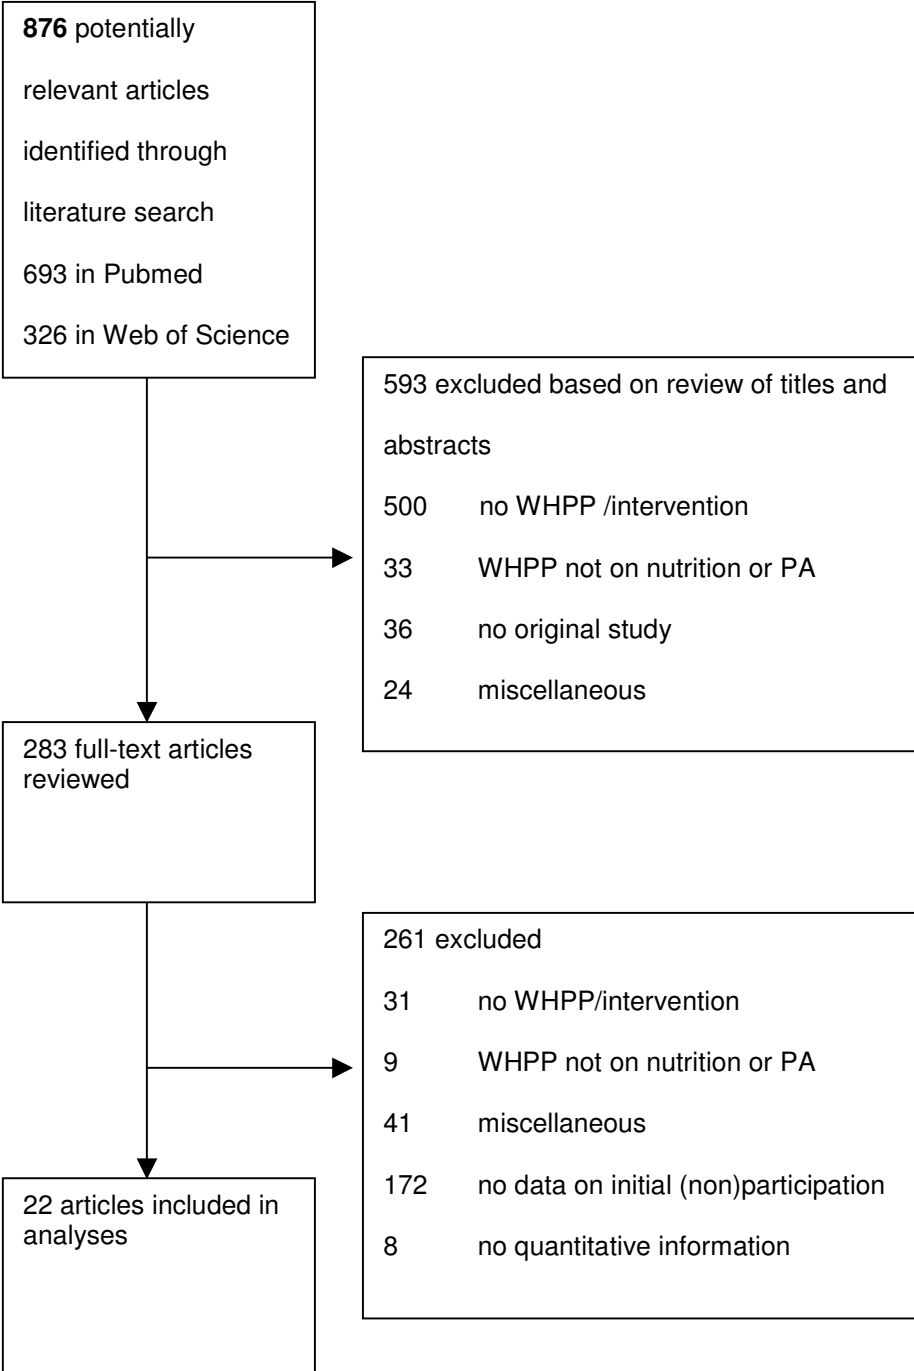 876 potentially
relevant articles
identified through
literature search
693 in Pubmed
326 in Web of Science
593 excluded based on review of titles and
abstracts
500 no WHPP /intervention
33 WHPP not on nutrition or PA
36 no original study
24 miscellaneous
283 full-text articles
reviewed
261 excluded
31 no WHPP/intervention
9 WHPP not on nutrition or PA
41 miscellaneous
172 no data on initial (non)participation
8 no quantitative information
22 articles included in
analyses